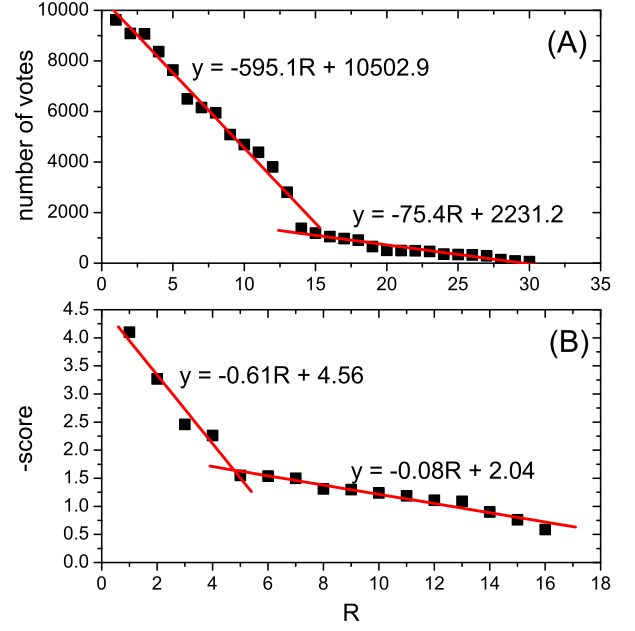 10000
8000
6000
4000
2000
0
number of votes
(A)
y = -595.1R + 10502.9
y = -75.4R + 2231.2
0 5 10 15 20 25 30 35
4.5
4.0
3.5
3.0
2.5
2.0
1.5
1.0
0.5
0.0
-score
(B)
y = -0.61R + 4.56
y = -0.08R + 2.04
0 2 4 6 8 10 12 14 16 18
R